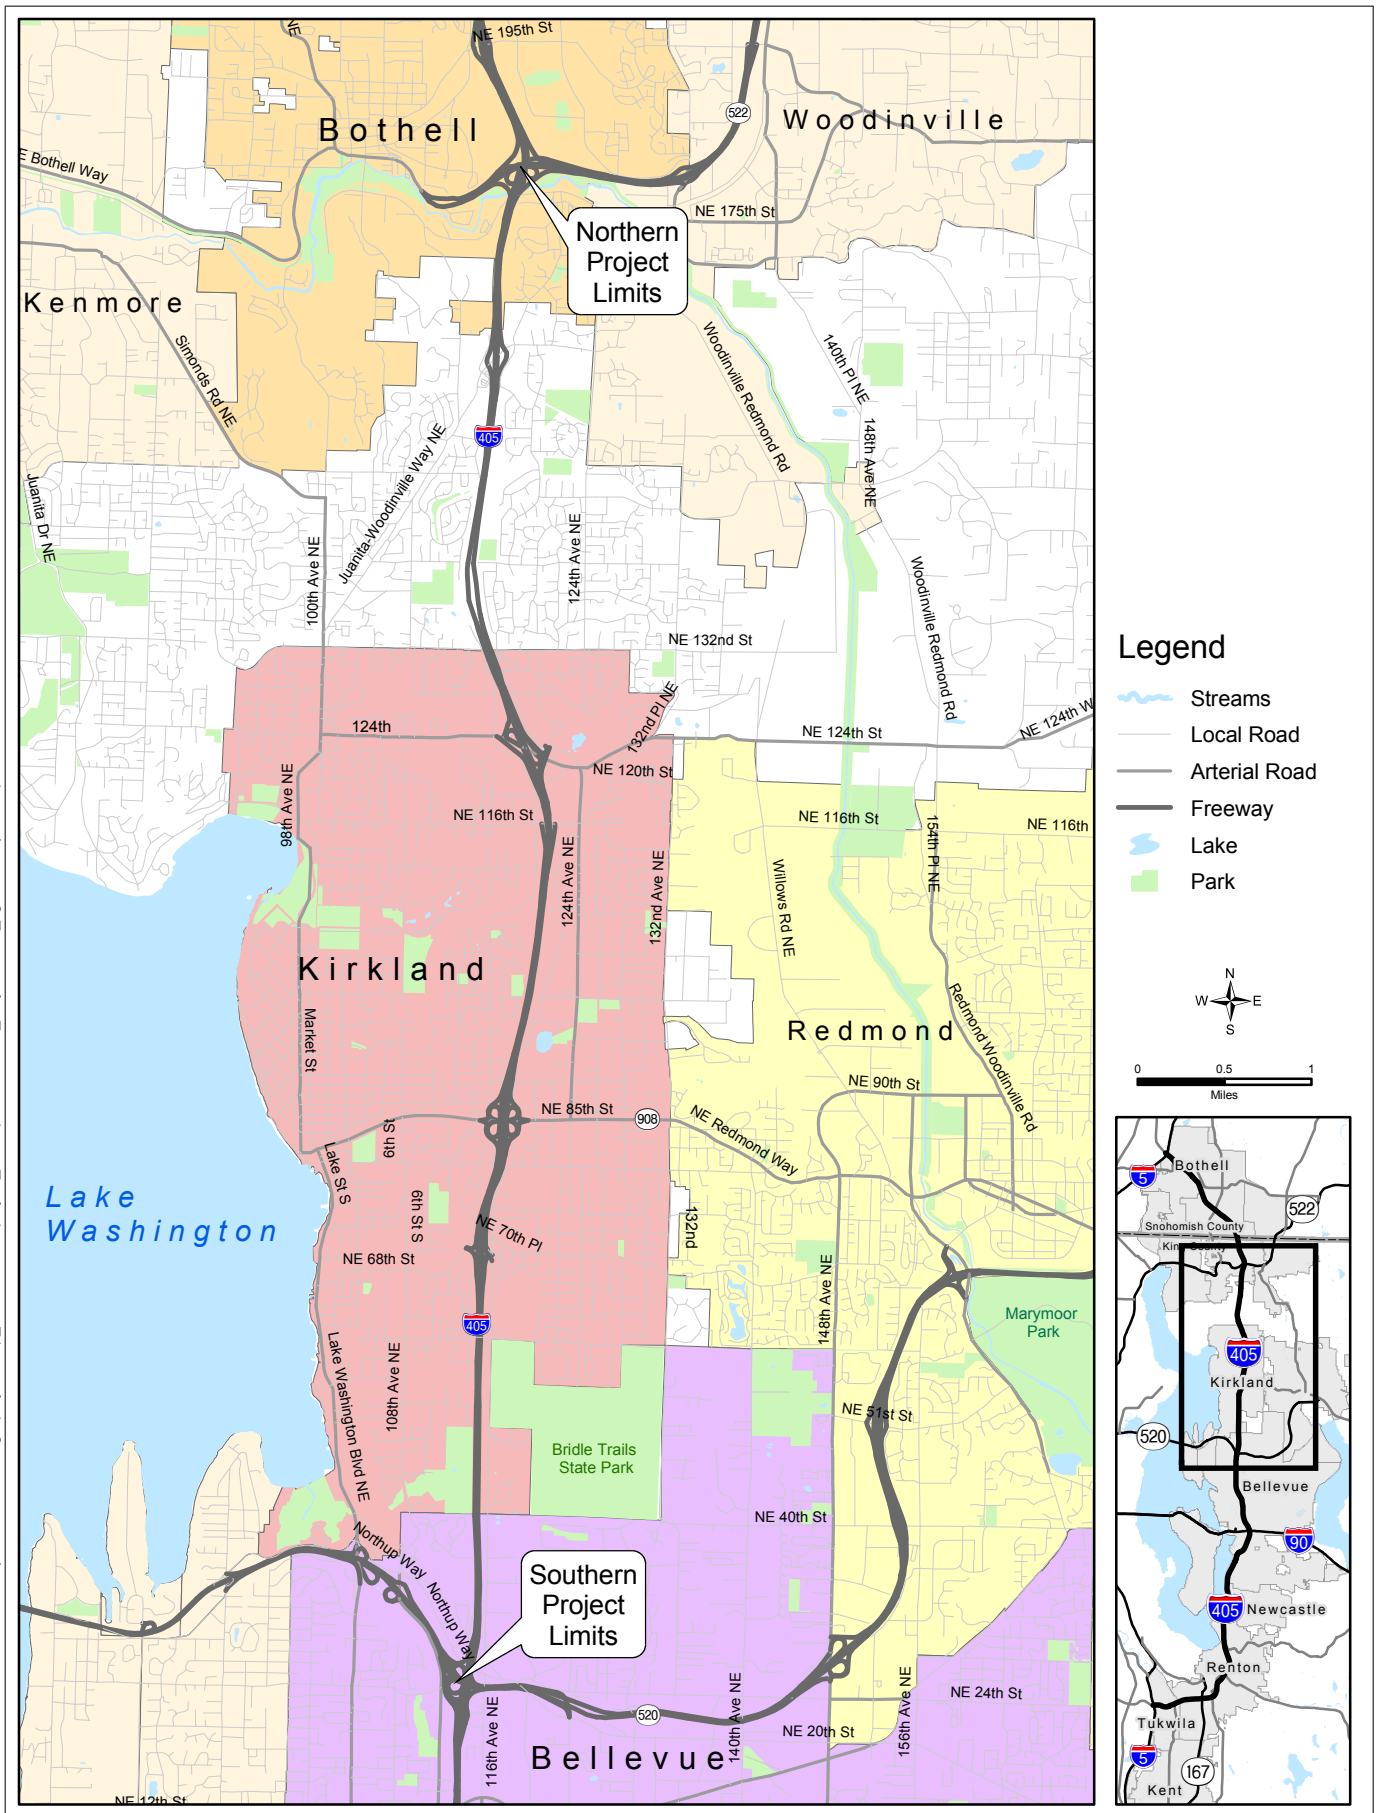 NE
NE 195th St
Bothell
522
Woodinville
E Bothell Way
NE 175th St
Northern
Project
Limits
Kenmore
Simonds Rd NE
Woodinville Redmond Rd
140th Pl NE
148th Ave NE
405
Juanita-Woodinville Way NE
Juanita Dr NE
100th Ave NE
124th Ave NE
Woodinville Redmond Rd
NE 132nd St
132nd Pl NE
124th
NE 124th St
NE 124th W
NE 120th St
98th Ave NE
NE 116th St
NE 116th St
154th Pl NE
NE 116th
124th Ave NE
132nd Ave NE
Willows Rd NE
Kirkland
Redmond
Market St
Redmond Woodinville Rd
NE 90th St
NE 85th St
908
NE Redmond Way
6th St
Lake St S
Lake
Washington
6th St S
NE 70th Pl
132nd
NE 68th St
148th Ave NE
405
Marymoor
Park
Lake Washington Blvd NE
108th Ave NE
NE 51st St
Bridle Trails
State Park
NE 40th St
Northup Way
Northup Way
Southern
Project
Limits
116th Ave NE
520
140th Ave NE
NE 20th St
156th Ave NE
NE 24th St
Bellevue
NE 12th St
Legend
Streams
Local Road
Arterial Road
Freeway
Lake
Park
N
W E
S
0 0.5 1
Miles
Bothell
5
522
Snohomish County
King County
405
Kirkland
520
Bellevue
90
405
Newcastle
Renton
Tukwila
5
167
Kent